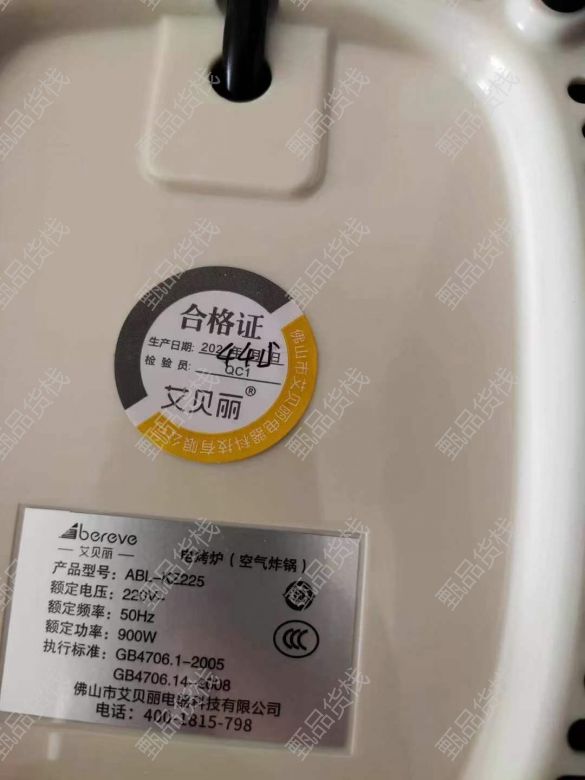 合格证
生产日期:
检验员: QC1
艾贝丽®
佛山市艾贝丽电器科技有限公司
Abereve
艾贝丽
电烤炉（空气炸锅）
产品型号:
额定电压: 220V~
额定频率: 50Hz
额定功率: 900W
执行标准: GB4706.1-2005
GB4706.14-2008
佛山市艾贝丽电器科技有限公司
电话: 400-1815-798
甄品货栈